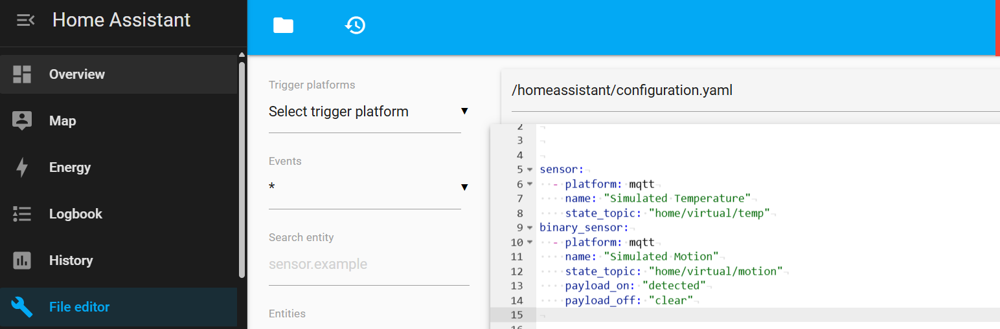 Home Assistant
Overview
Map
Energy
Logbook
History
File editor
Trigger platforms
Select trigger platform
Events
*
Search entity
sensor.example
Entities
/homeassistant/configuration.yaml
2
3
4
5 sensor:
6   - platform: mqtt
7     name: "Simulated Temperature"
8     state_topic: "home/virtual/temp"
9 binary_sensor:
10   - platform: mqtt
11     name: "Simulated Motion"
12     state_topic: "home/virtual/motion"
13     payload_on: "detected"
14     payload_off: "clear"
15
16